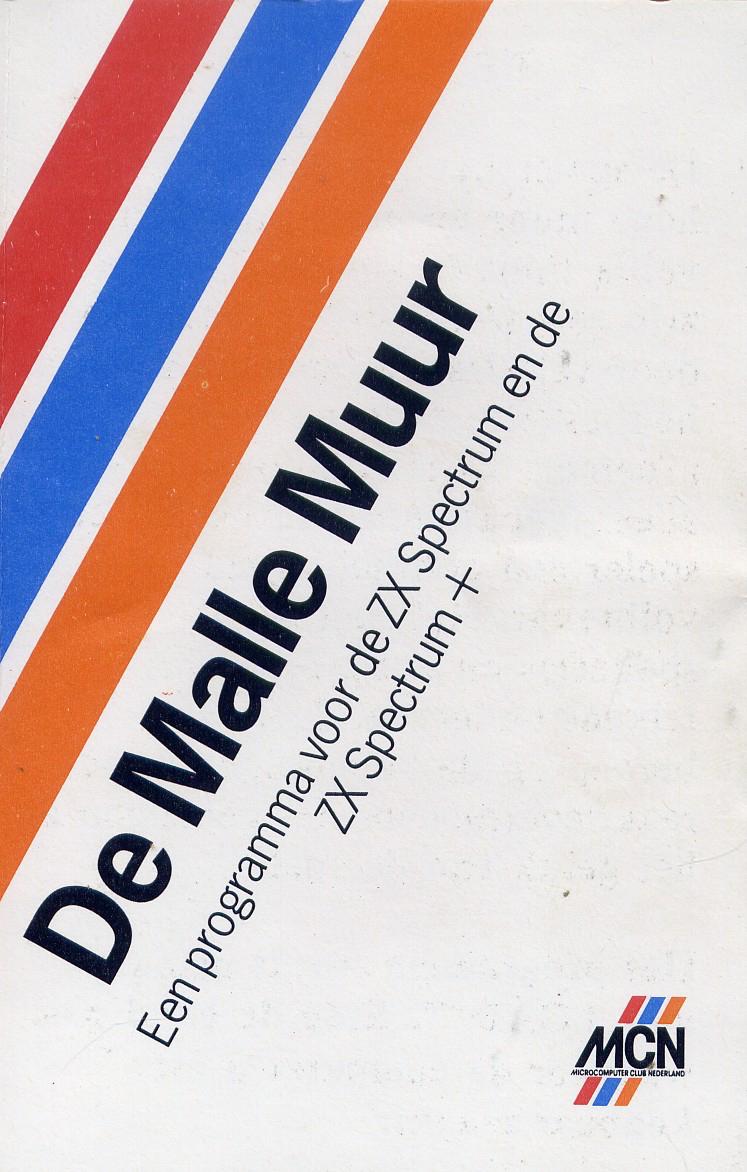 De Malle Muur
Een programma voor de ZX Spectrum en de
ZX Spectrum +
MCN
MICROCOMPUTER CLUB NEDERLAND